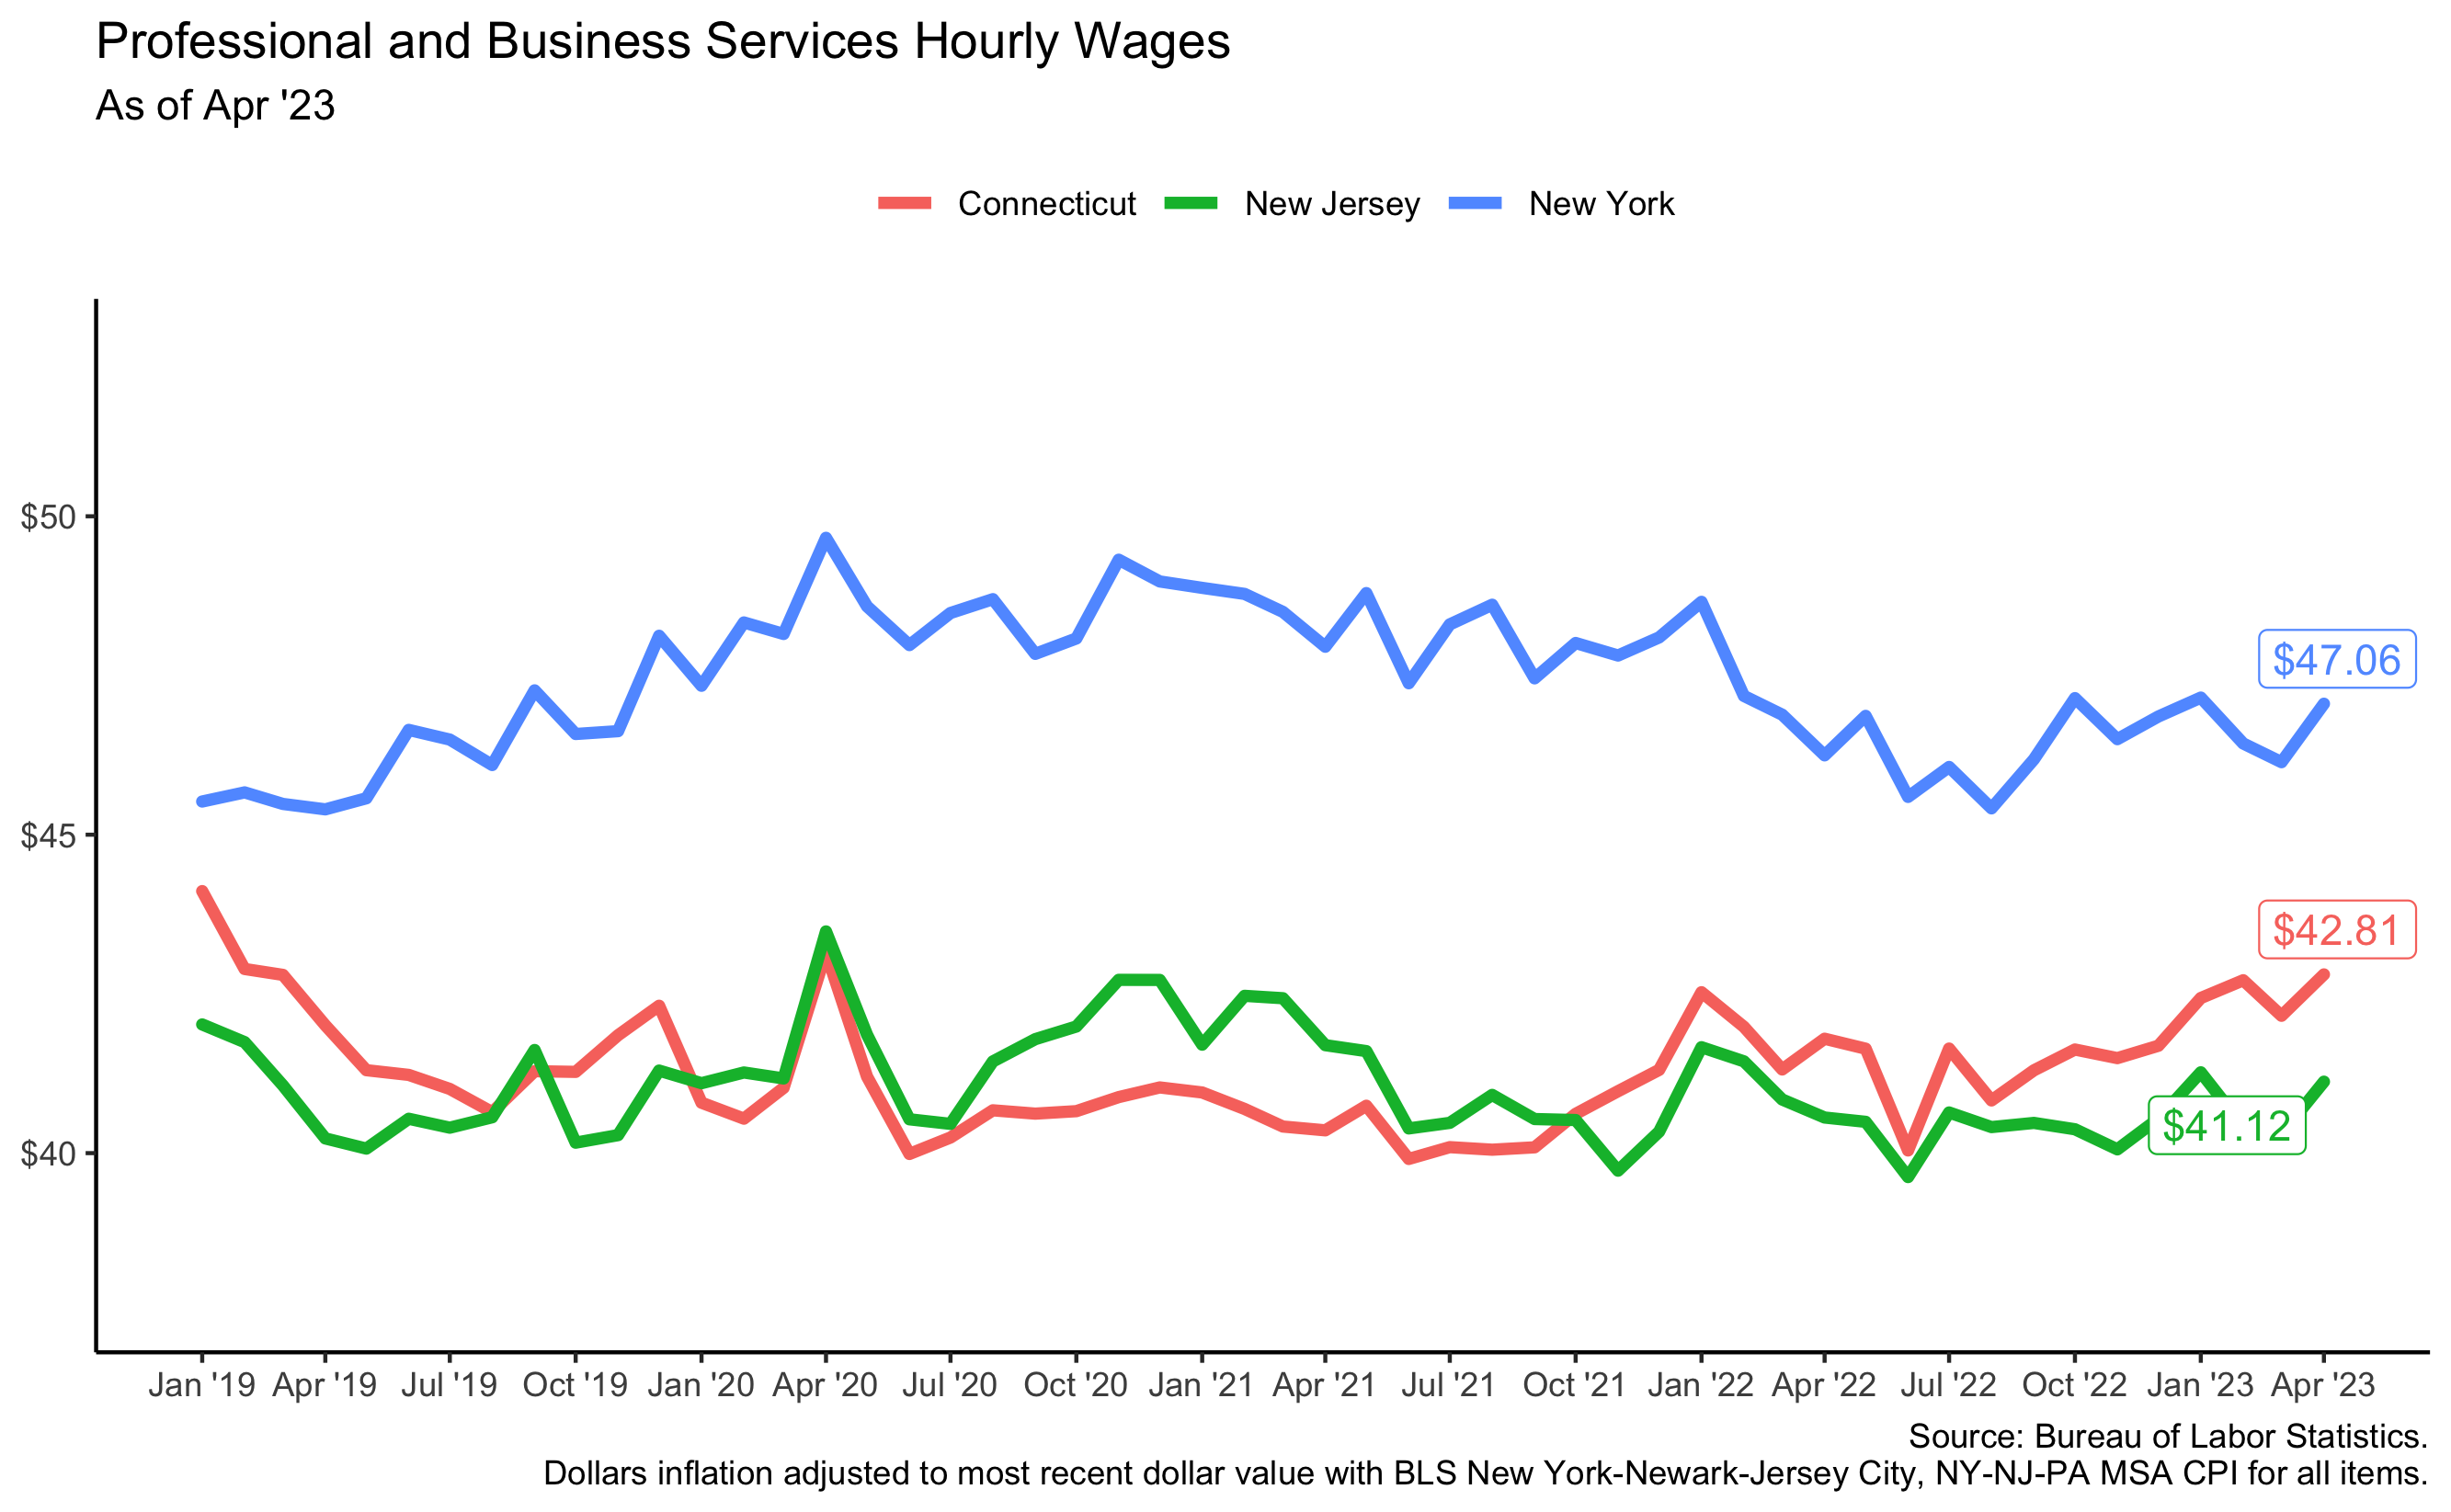 Professional and Business Services Hourly Wages
As of Apr '23
Connecticut New Jersey New York
$50
$45
$40
$47.06
$42.81
$41.12
Jan '19 Apr '19 Jul '19 Oct '19 Jan '20 Apr '20 Jul '20 Oct '20 Jan '21 Apr '21 Jul '21 Oct '21 Jan '22 Apr '22 Jul '22 Oct '22 Jan '23 Apr '23
Source: Bureau of Labor Statistics.
Dollars inflation adjusted to most recent dollar value with BLS New York-Newark-Jersey City, NY-NJ-PA MSA CPI for all items.